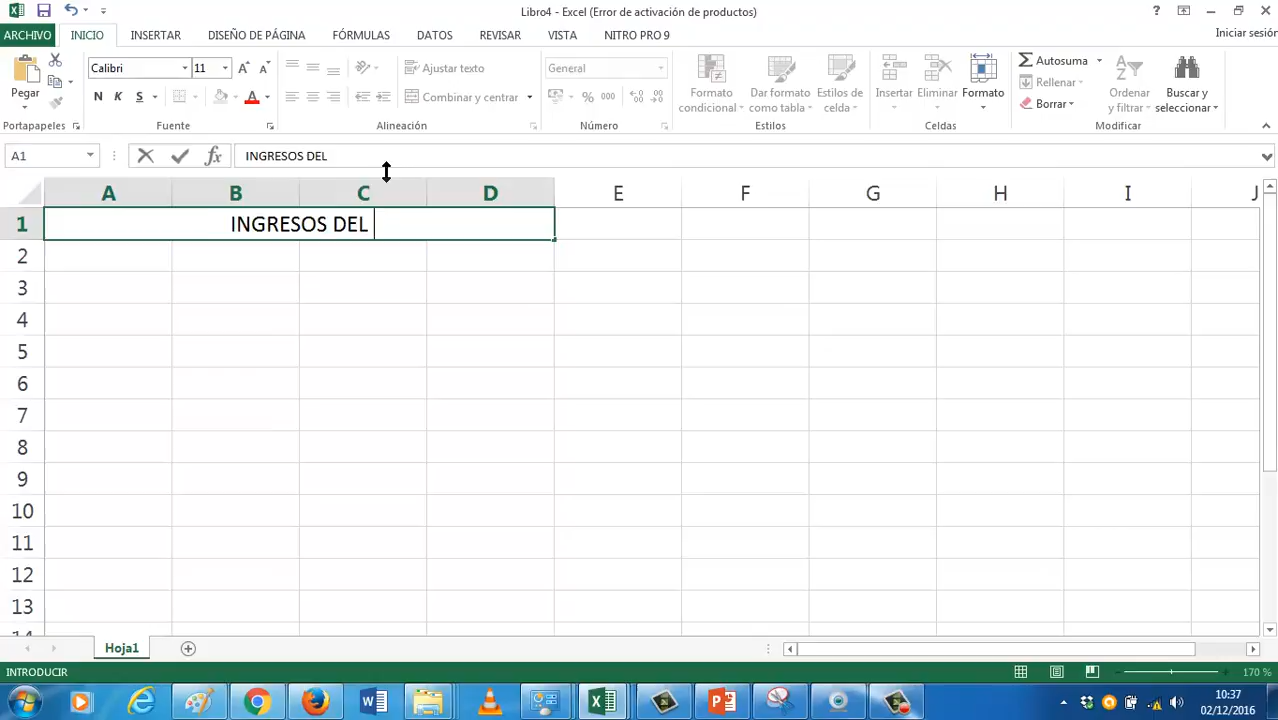 Libro4 - Excel (Error de activación de productos)
ARCHIVO INICIO INSERTAR DISEÑO DE PÁGINA FÓRMULAS DATOS REVISAR VISTA NITRO PRO 9 Iniciar sesión
Calibri 11 Ajustar texto General Autosuma
Pegar N K S A Combinar y centrar % 000 Formato condicional Dar formato como tabla Estilos de celda Insertar Eliminar Formato Rellenar Borrar Ordenar y filtrar Buscar y seleccionar
Portapapeles Fuente Alineación Número Estilos Celdas Modificar
A1 fx INGRESOS DEL
A B C D E F G H I J
1 INGRESOS DEL
2
3
4
5
6
7
8
9
10
11
12
13
14
Hoja1
INTRODUCIR 170 %
10:37
02/12/2016